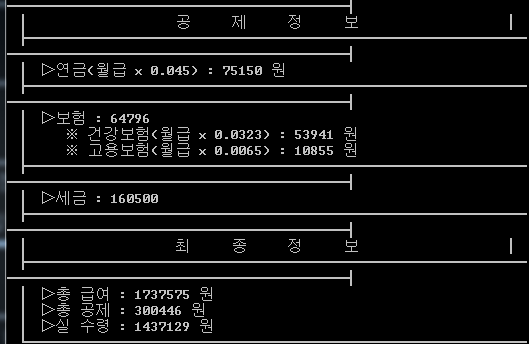 공 제 정 보
▷연금(월급 x 0.045) : 75150 원
▷보험 : 64796
※ 건강보험(월급 x 0.0323) : 53941 원
※ 고용보험(월급 x 0.0065) : 10855 원
▷세금 : 160500
최 종 정 보
▷총 급여 : 1737575 원
▷총 공제 : 300446 원
▷실 수령 : 1437129 원